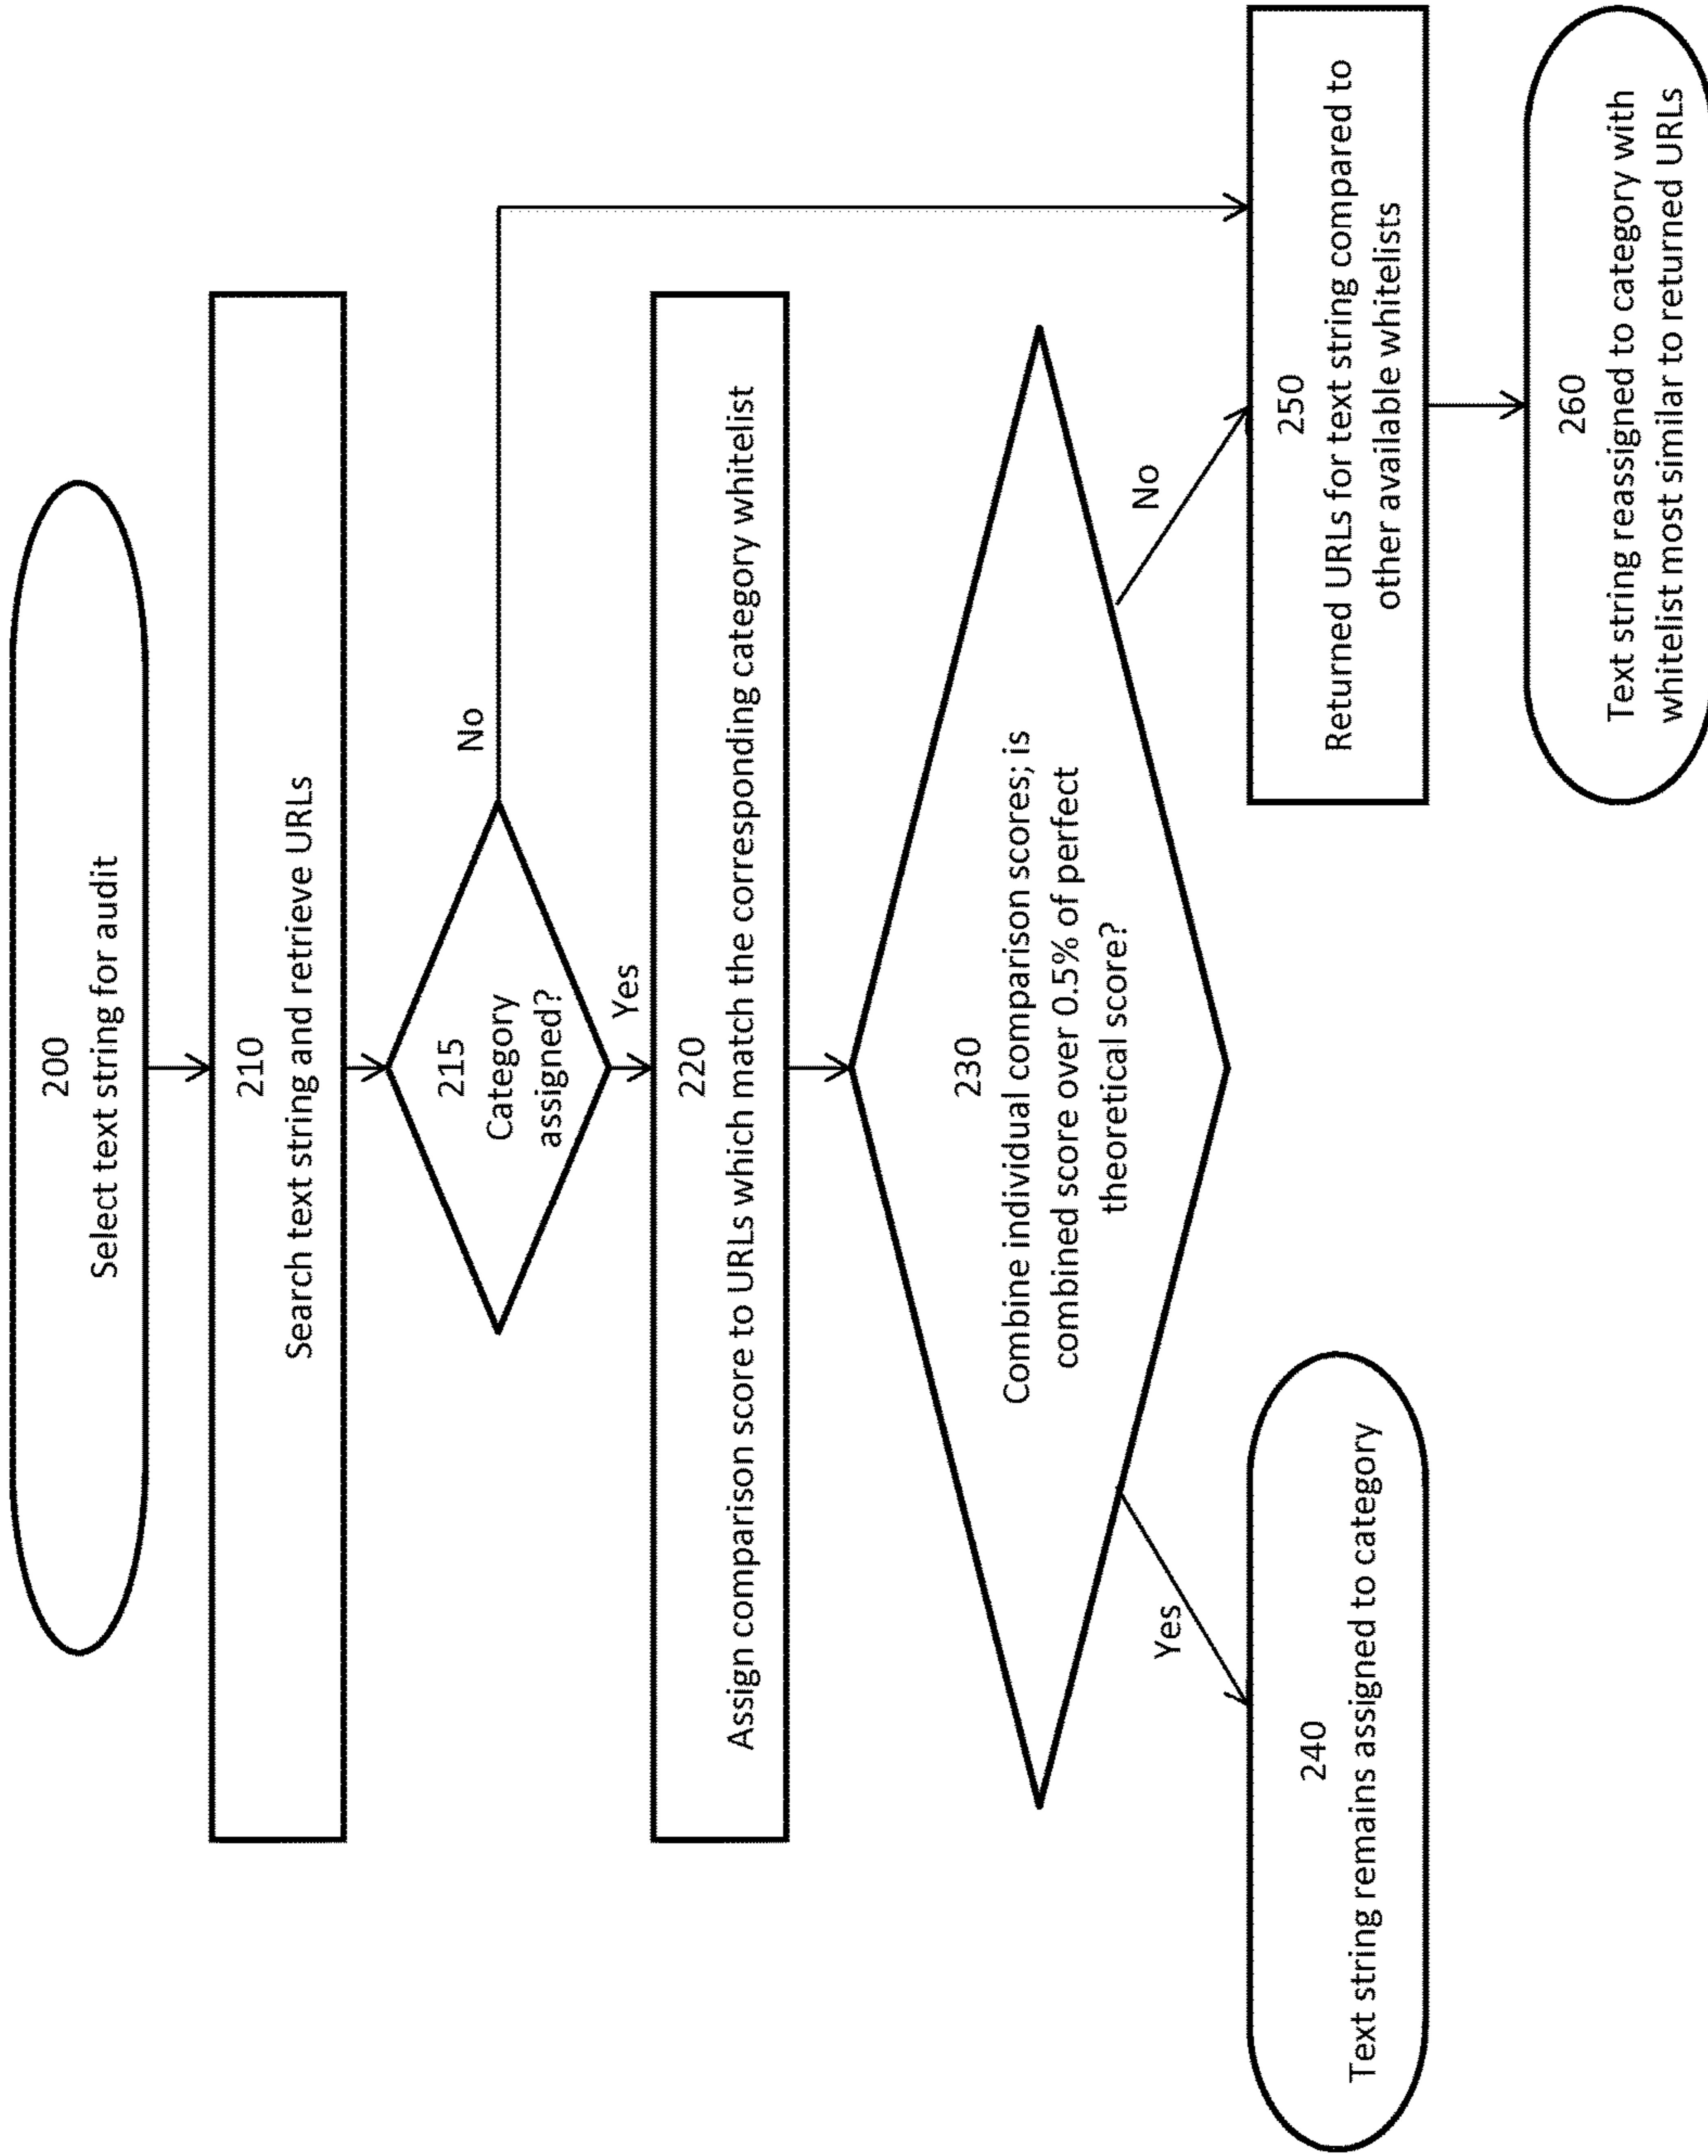 200
Select text string for audit
210
Search text string and retrieve URLs
215
Category
assigned?
No
Yes
220
Assign comparison score to URLs which match the corresponding category whitelist
230
Combine individual comparison scores; is
combined score over 0.5% of perfect
theoretical score?
Yes
No
240
Text string remains assigned to category
250
Returned URLs for text string compared to
other available whitelists
260
Text string reassigned to category with
whitelist most similar to returned URLs